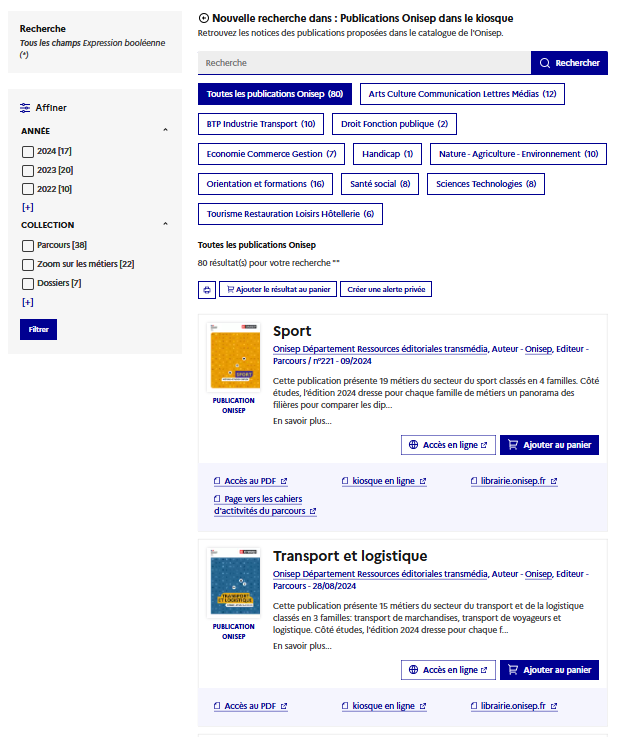 Recherche
Tous les champs Expression booléenne
(*)
Affiner
ANNÉE
2024 [17]
2023 [20]
2022 [10]
[+]
COLLECTION
Parcours [38]
Zoom sur les métiers [22]
Dossiers [7]
[+]
Filtrer
Nouvelle recherche dans : Publications Onisep dans le kiosque
Retrouvez les notices des publications proposées dans le catalogue de l'Onisep.
Recherche
Rechercher
Toutes les publications Onisep (80)
Arts Culture Communication Lettres Médias (12)
BTP Industrie Transport (10)
Droit Fonction publique (2)
Economie Commerce Gestion (7)
Handicap (1)
Nature - Agriculture - Environnement (10)
Orientation et formations (16)
Santé social (8)
Sciences Technologies (8)
Tourisme Restauration Loisirs Hôtellerie (6)
Toutes les publications Onisep
80 résultat(s) pour votre recherche ""
Ajouter le résultat au panier
Créer une alerte privée
SPORT
PUBLICATION
ONISEP
Sport
Onisep Département Ressources éditoriales transmédia, Auteur - Onisep, Editeur -
Parcours / n°221 - 09/2024
Cette publication présente 19 métiers du secteur du sport classés en 4 familles. Côté
études, l'édition 2024 dresse pour chaque famille de métiers un panorama des
filières pour comparer les dip...
En savoir plus...
Accès en ligne
Ajouter au panier
Accès au PDF
kiosque en ligne
librairie.onisep.fr
Page vers les cahiers
d'actitvités du parcours
TRANSPORT
ET LOGISTIQUE
PUBLICATION
ONISEP
Transport et logistique
Onisep Département Ressources éditoriales transmédia, Auteur - Onisep, Editeur -
Parcours - 28/08/2024
Cette publication présente 15 métiers du secteur du transport et de la logistique
classés en 3 familles: transport de marchandises, transport de voyageurs et
logistique. Côté études, l'édition 2024 dresse pour chaque f...
En savoir plus...
Accès en ligne
Ajouter au panier
Accès au PDF
kiosque en ligne
librairie.onisep.fr